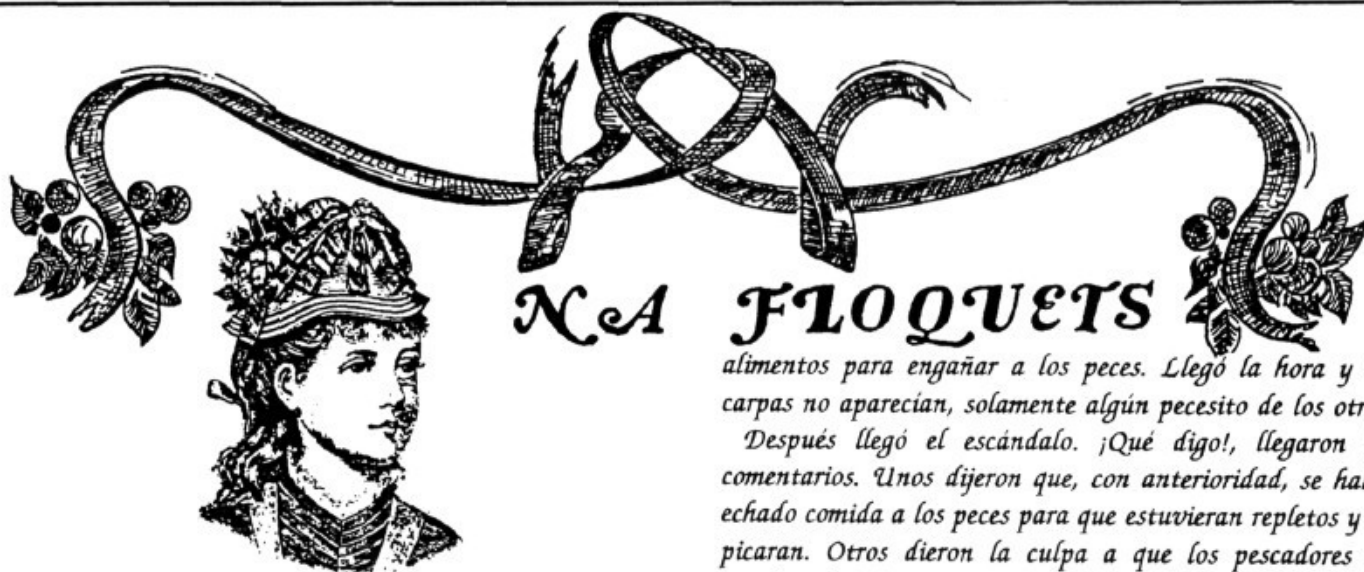 NA FLOQUETS
alimentos para engañar a los peces. Llegó la hora y
carpas no aparecían, solamente algún pecesito de los otr
Después llegó el escándalo. ¡Qué digo!, llegaron
comentarios. Unos dijeron que, con anterioridad, se hal
echado comida a los peces para que estuvieran repletos y
picaran. Otros dieron la culpa a que los pescadores